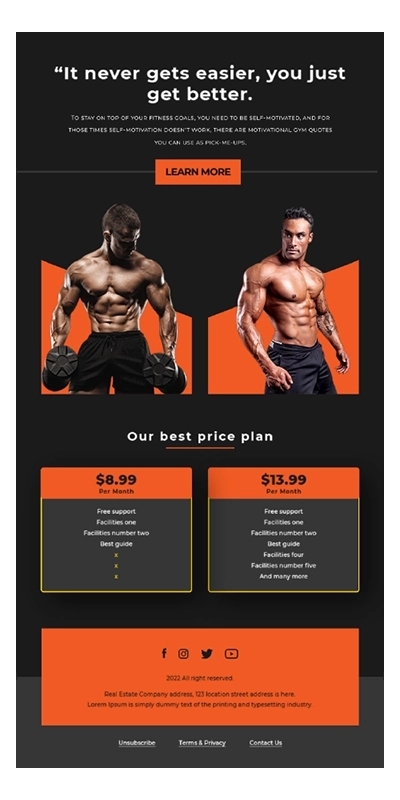 “It never gets easier, you just
get better.
TO STAY ON TOP OF YOUR FITNESS GOALS, YOU NEED TO BE SELF-MOTIVATED, AND FOR
THOSE TIMES SELF-MOTIVATION DOESN'T WORK, THERE ARE MOTIVATIONAL GYM QUOTES
YOU CAN USE AS PICK-ME-UPS.
LEARN MORE
Our best price plan
$8.99
Per Month
Free support
Facilities one
Facilities number two
Best guide
x
x
x
$13.99
Per Month
Free support
Facilities one
Facilities number two
Best guide
Facilities four
Facilities number five
And many more
2022 All right reserved
Real Estate Company address, 123 location street address is here.
Lorem Ipsum is simply dummy text of the printing and typesetting industry
Unsubscribe Terms & Privacy Contact Us